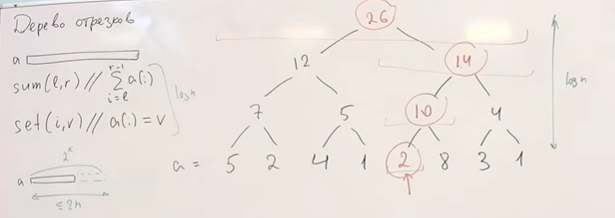 Дерево отрезков
a
sum(l,r) // r-1 Σ i=l a(i)
set(i,v) // a(i) = v
log n
2^k
a
≤ 2n
26
12 14
7 5 10 4
a = 5 2 4 1 2 8 3 1
log n